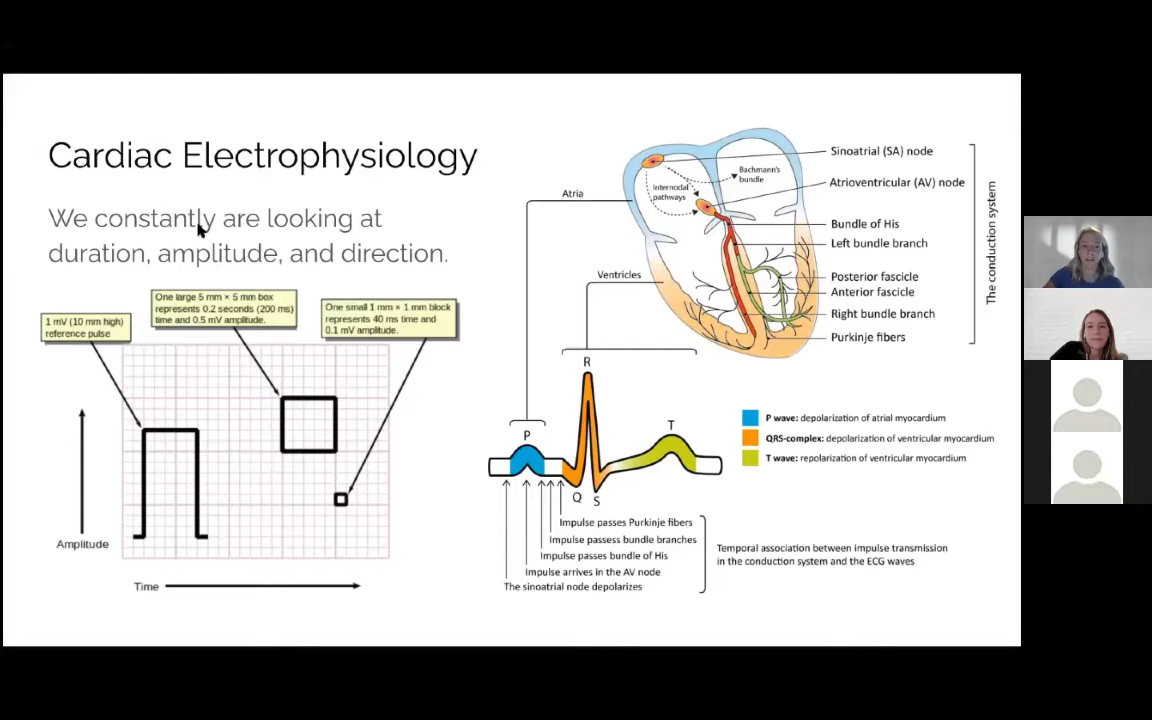 Cardiac Electrophysiology
We constantly are looking at
duration, amplitude, and direction.
1 mV (10 mm high)
reference pulse
One large 5 mm × 5 mm box
represents 0.2 seconds (200 ms)
time and 0.5 mV amplitude.
One small 1 mm × 1 mm block
represents 40 ms time and
0.1 mV amplitude.
Amplitude
Time
Atria
Ventricles
Internodal
pathways
Bachmann's
bundle
Sinoatrial (SA) node
Atrioventricular (AV) node
Bundle of His
Left bundle branch
Posterior fascicle
Anterior fascicle
Right bundle branch
Purkinje fibers
The conduction system
R
P
T
Q
S
P wave: depolarization of atrial myocardium
QRS-complex: depolarization of ventricular myocardium
T wave: repolarization of ventricular myocardium
Impulse passes Purkinje fibers
Impulse passess bundle branches
Impulse passes bundle of His
Impulse arrives in the AV node
The sinoatrial node depolarizes
Temporal association between impulse transmission
in the conduction system and the ECG waves